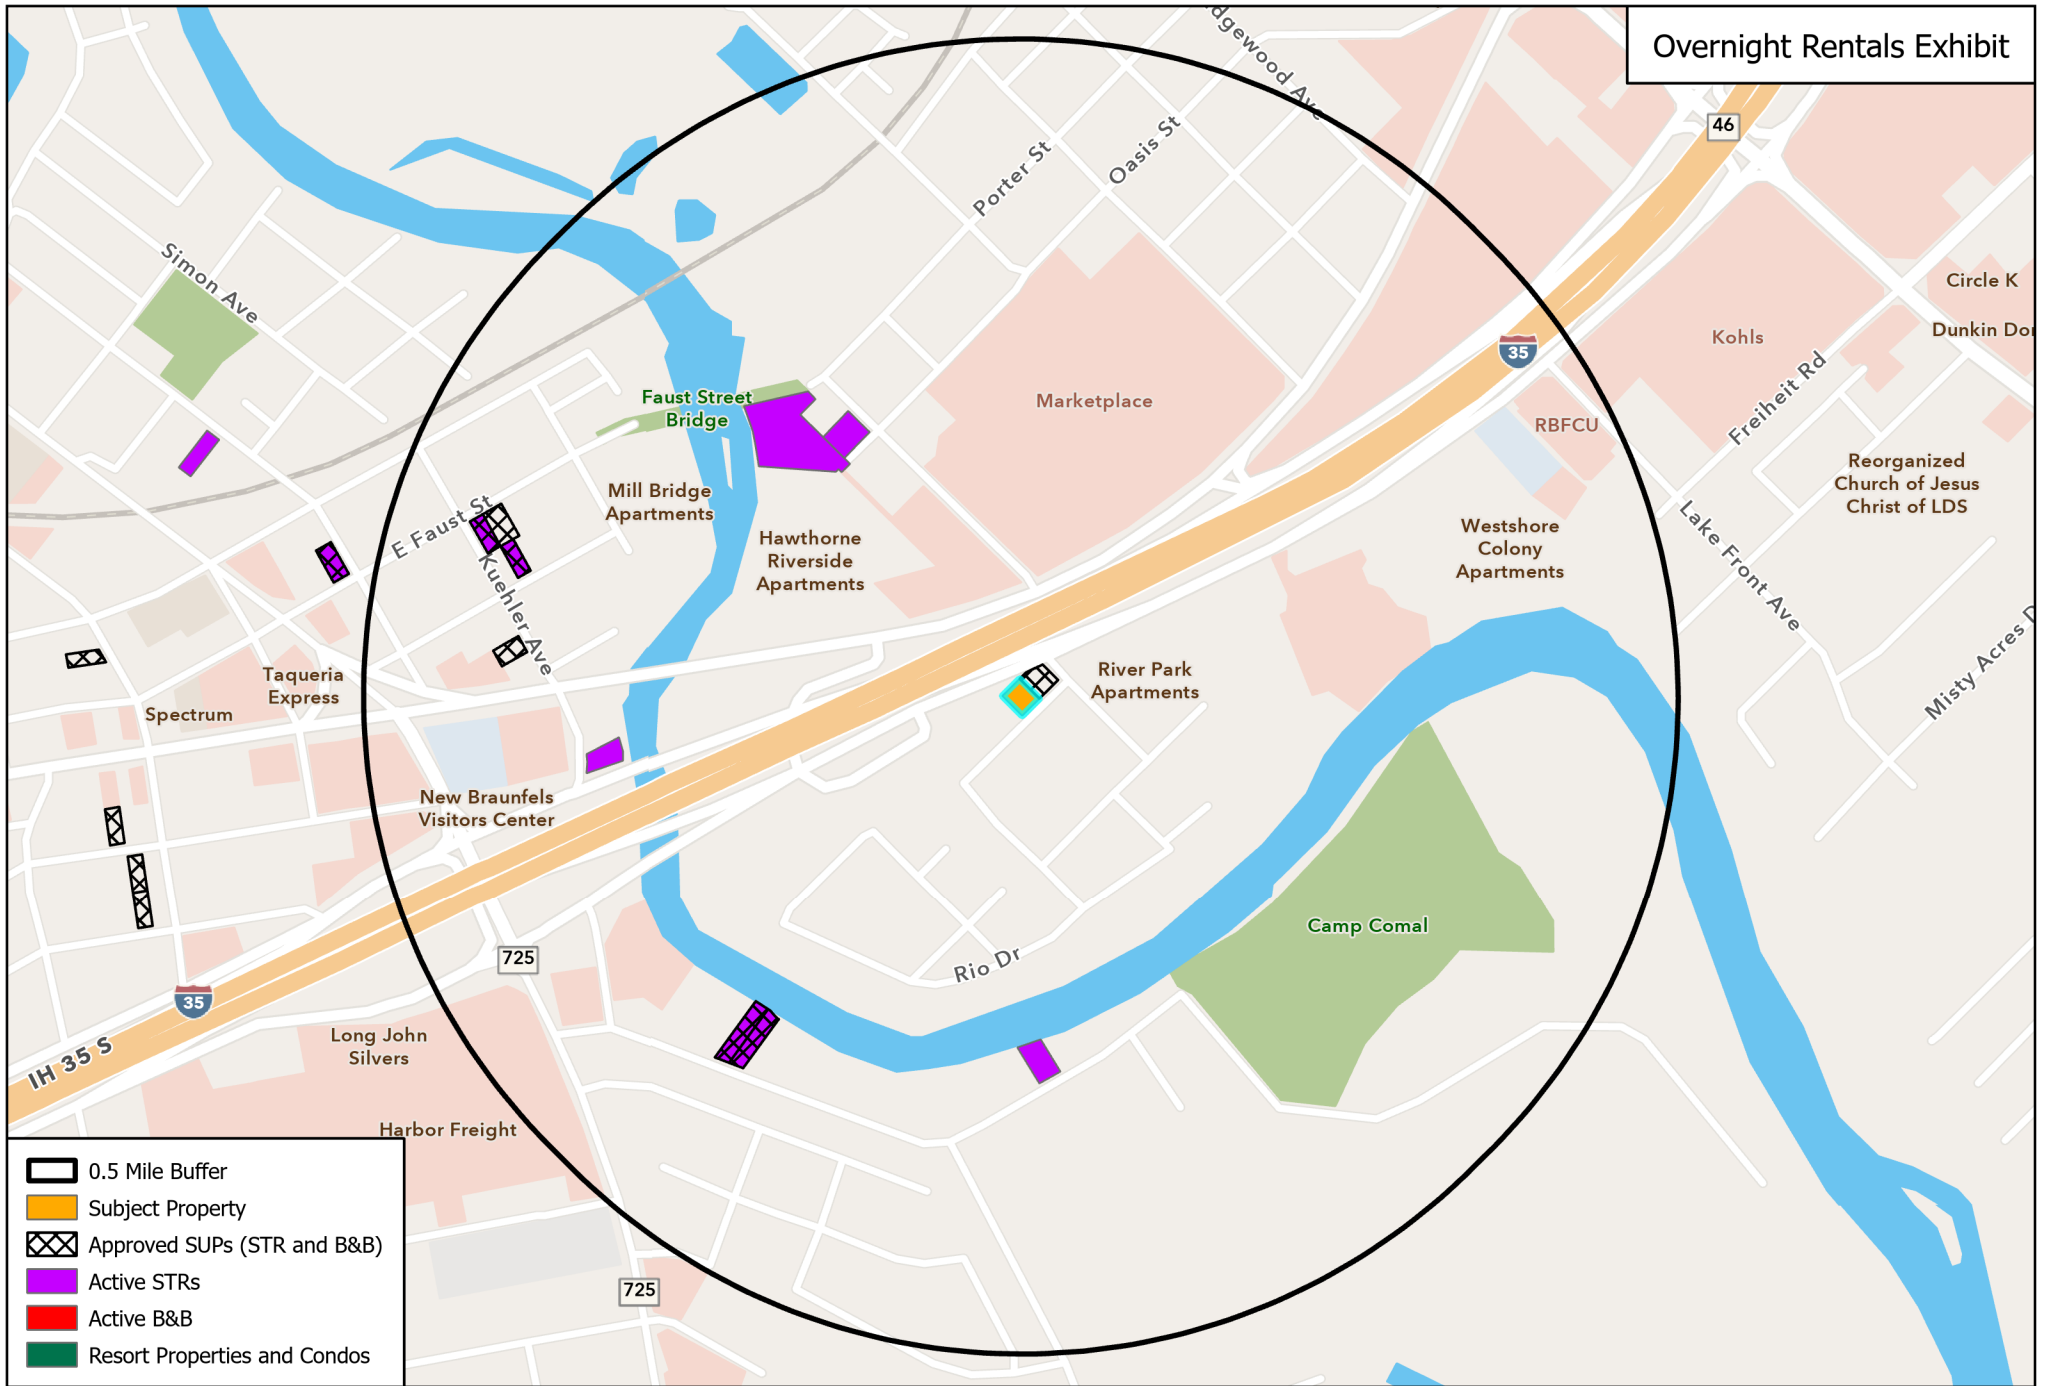 Overnight Rentals Exhibit
dgewood Ave
46
Porter St
Oasis St
Simon Ave
Circle K
Dunkin Don
Kohls
35
Freiheit Rd
Faust Street
Bridge
Marketplace
RBFCU
Reorganized
Church of Jesus
Christ of LDS
Mill Bridge
Apartments
E Faust St
Hawthorne
Riverside
Apartments
Westshore
Colony
Apartments
Lake Front Ave
Kuehler Ave
Misty Acres D
Taqueria
Express
Spectrum
River Park
Apartments
New Braunfels
Visitors Center
Camp Comal
725
Rio Dr
35
IH 35 S
Long John
Silvers
Harbor Freight
725
0.5 Mile Buffer
Subject Property
Approved SUPs (STR and B&B)
Active STRs
Active B&B
Resort Properties and Condos